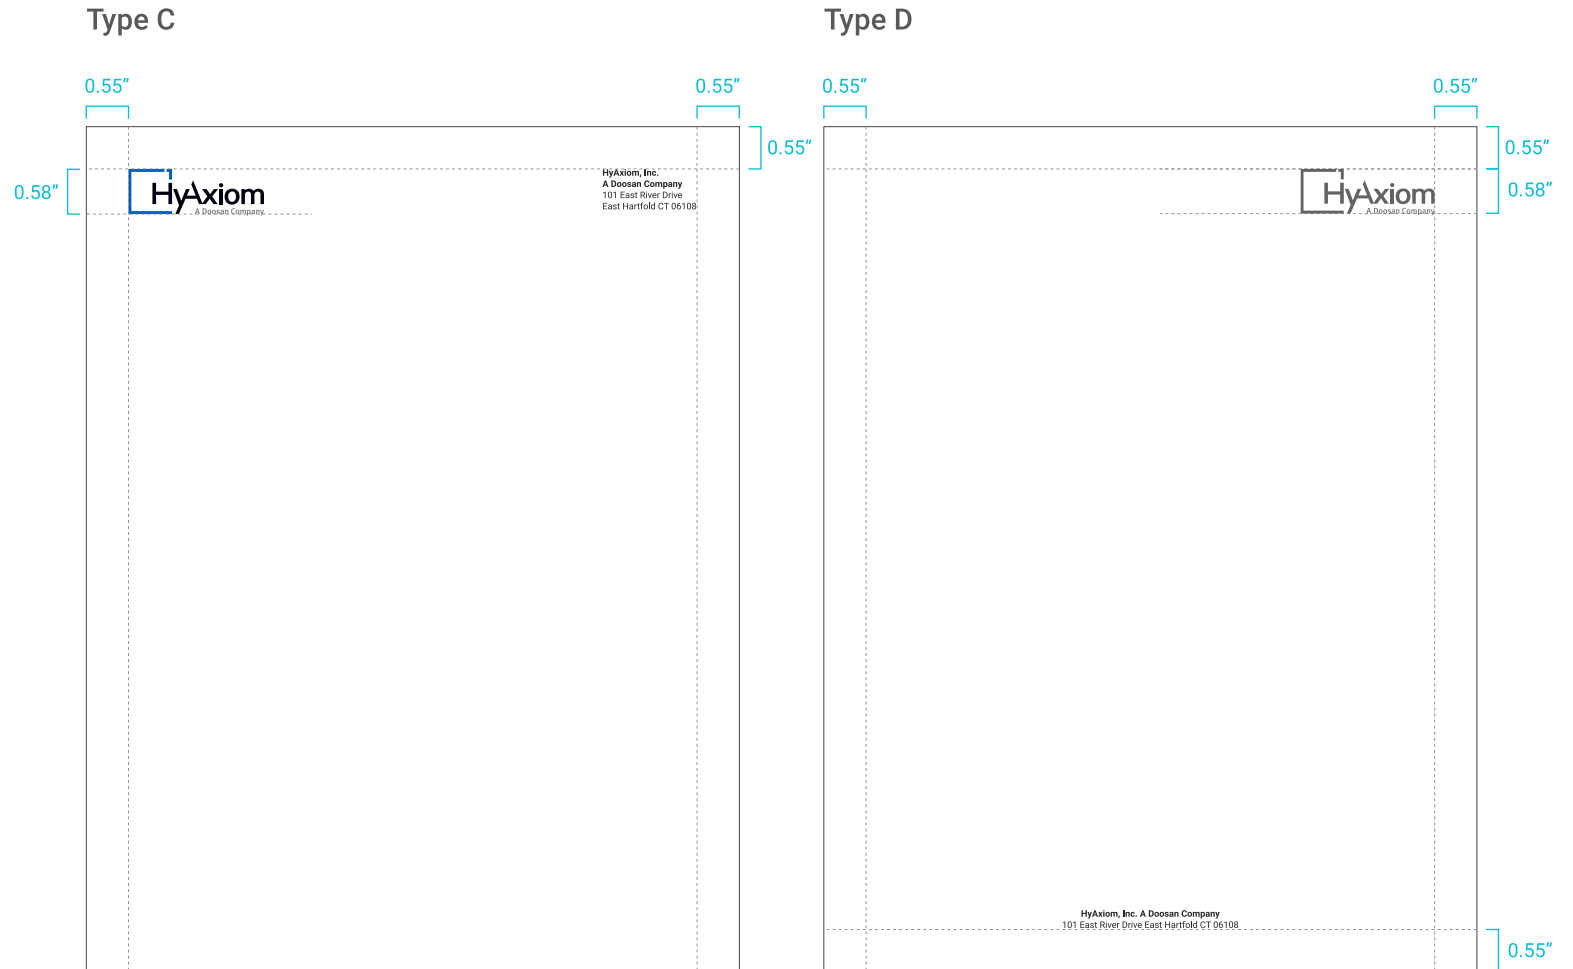 Type C
0.55”
0.55”
0.55”
0.58”
HyAxiom
A Doosan Company
HyAxiom, Inc.
A Doosan Company
101 East River Drive
East Hartfold CT 06108
Type D
0.55”
0.55”
0.55”
0.58”
HyAxiom
A Doosan Company
HyAxiom, Inc. A Doosan Company
101 East River Drive East Hartfold CT 06108
0.55”